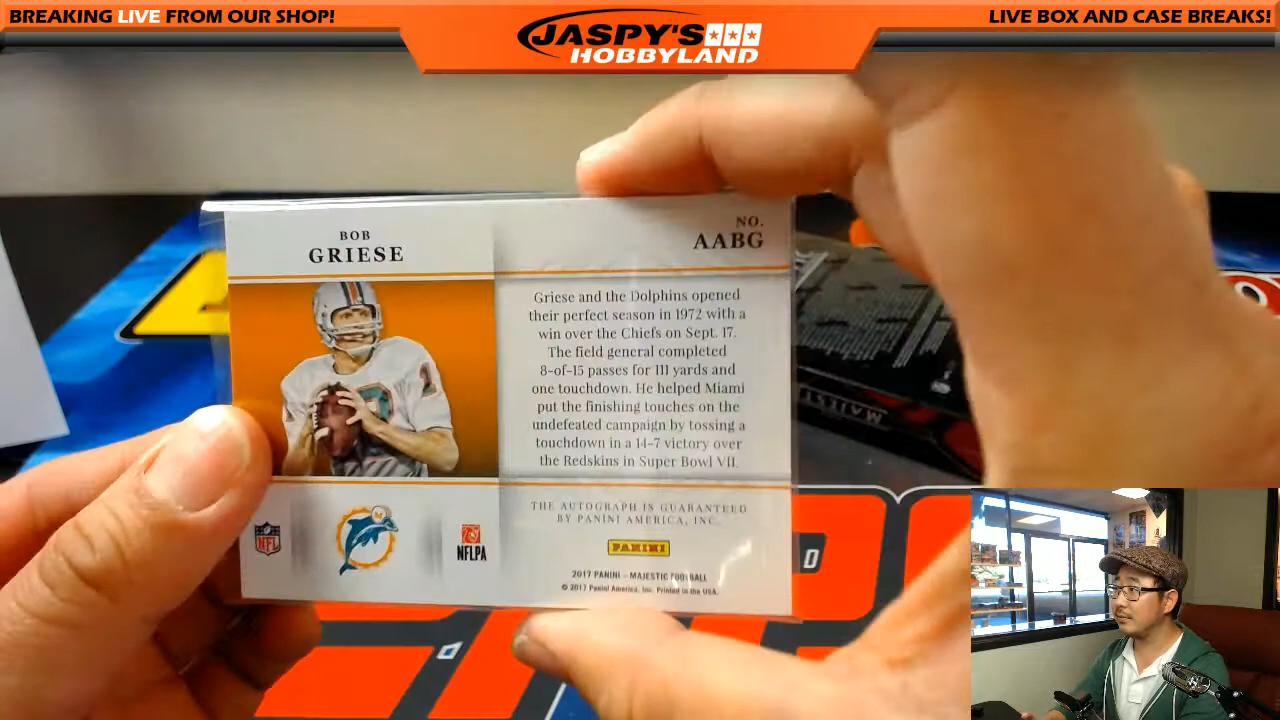 BREAKING LIVE FROM OUR SHOP!
JASPY'S
HOBBYLAND
LIVE BOX AND CASE BREAKS!
BOB
GRIESE
NO.
AABG
Griese and the Dolphins opened
their perfect season in 1972 with a
win over the Chiefs on Sept. 17.
The field general completed
8-of-15 passes for 111 yards and
one touchdown. He helped Miami
put the finishing touches on the
undefeated campaign by tossing a
touchdown in a 14-7 victory over
the Redskins in Super Bowl VII.
THE AUTOGRAPH IS GUARANTEED
BY PANINI AMERICA, INC.
PANINI
2017 PANINI – MAJESTIC FOOTBALL
© 2017 Panini America, Inc. Printed in the USA.
NFL
M
NFLPA
1